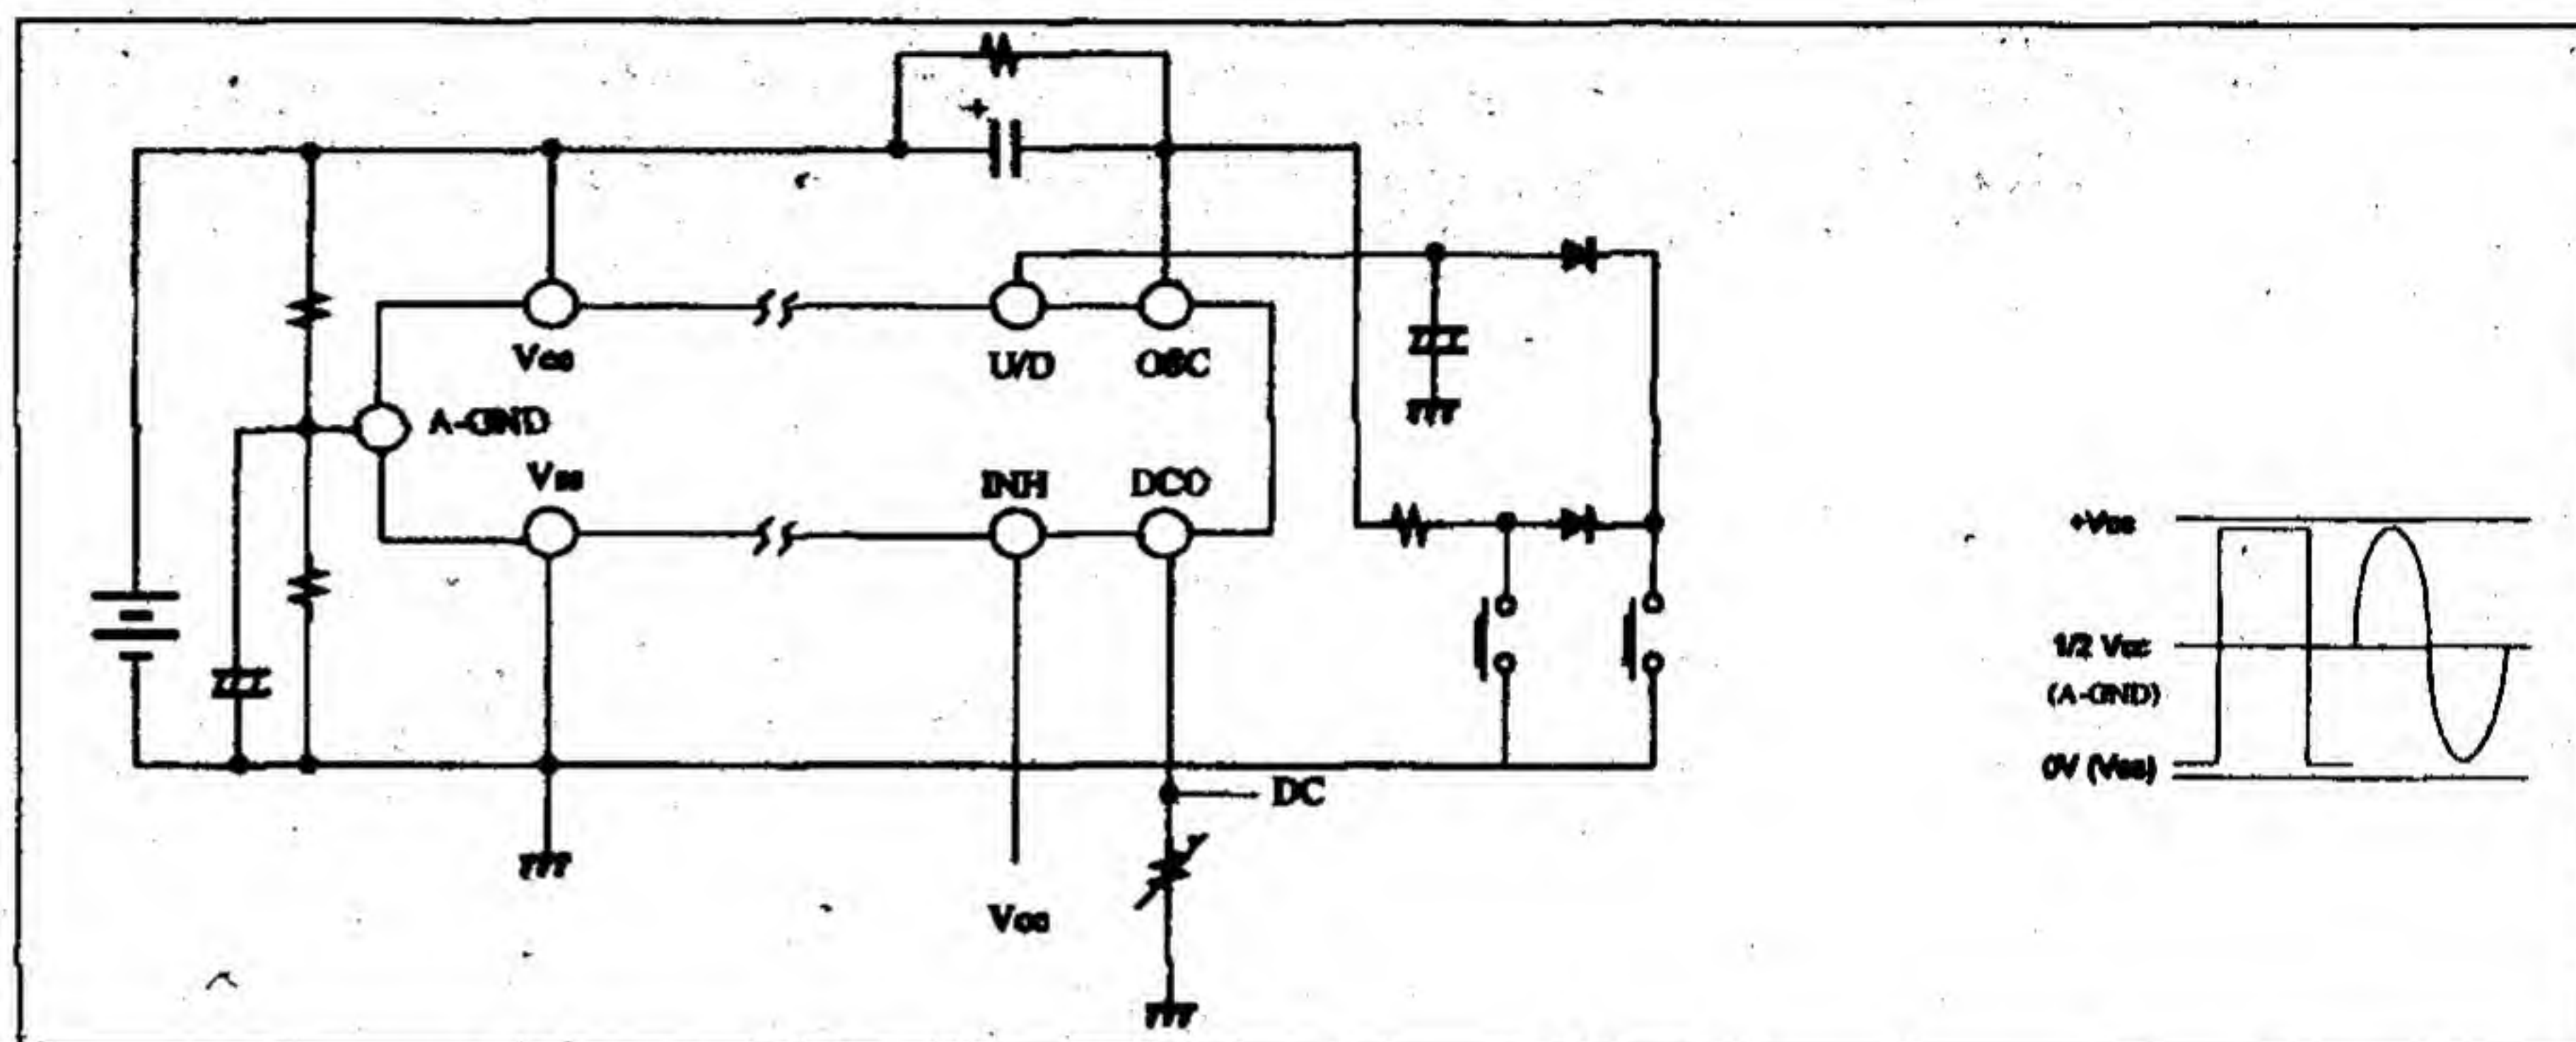 +
Vcc
U/D
OSC
A-GND
Vss
INH
DCO
DC
Vcc
+Vcc
1/2 Vcc
(A-GND)
0V (Vss)